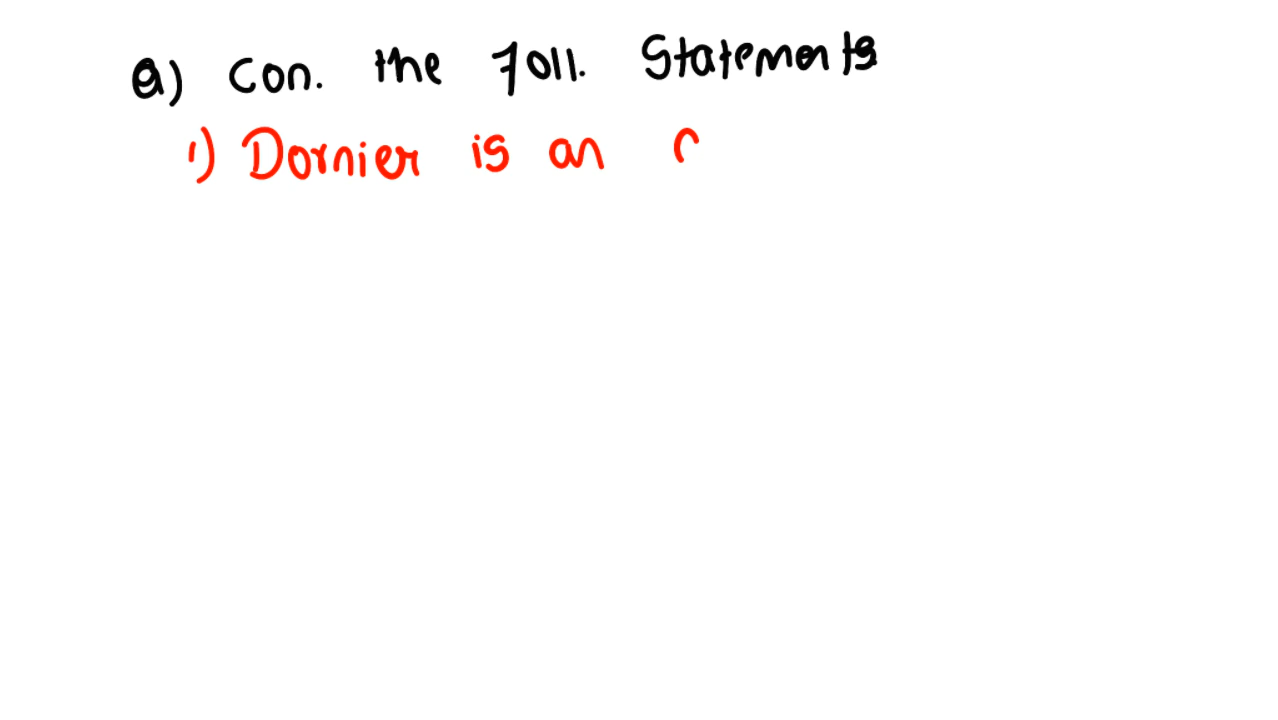 Q) Con. the foll. Statements
1) Dornier is an